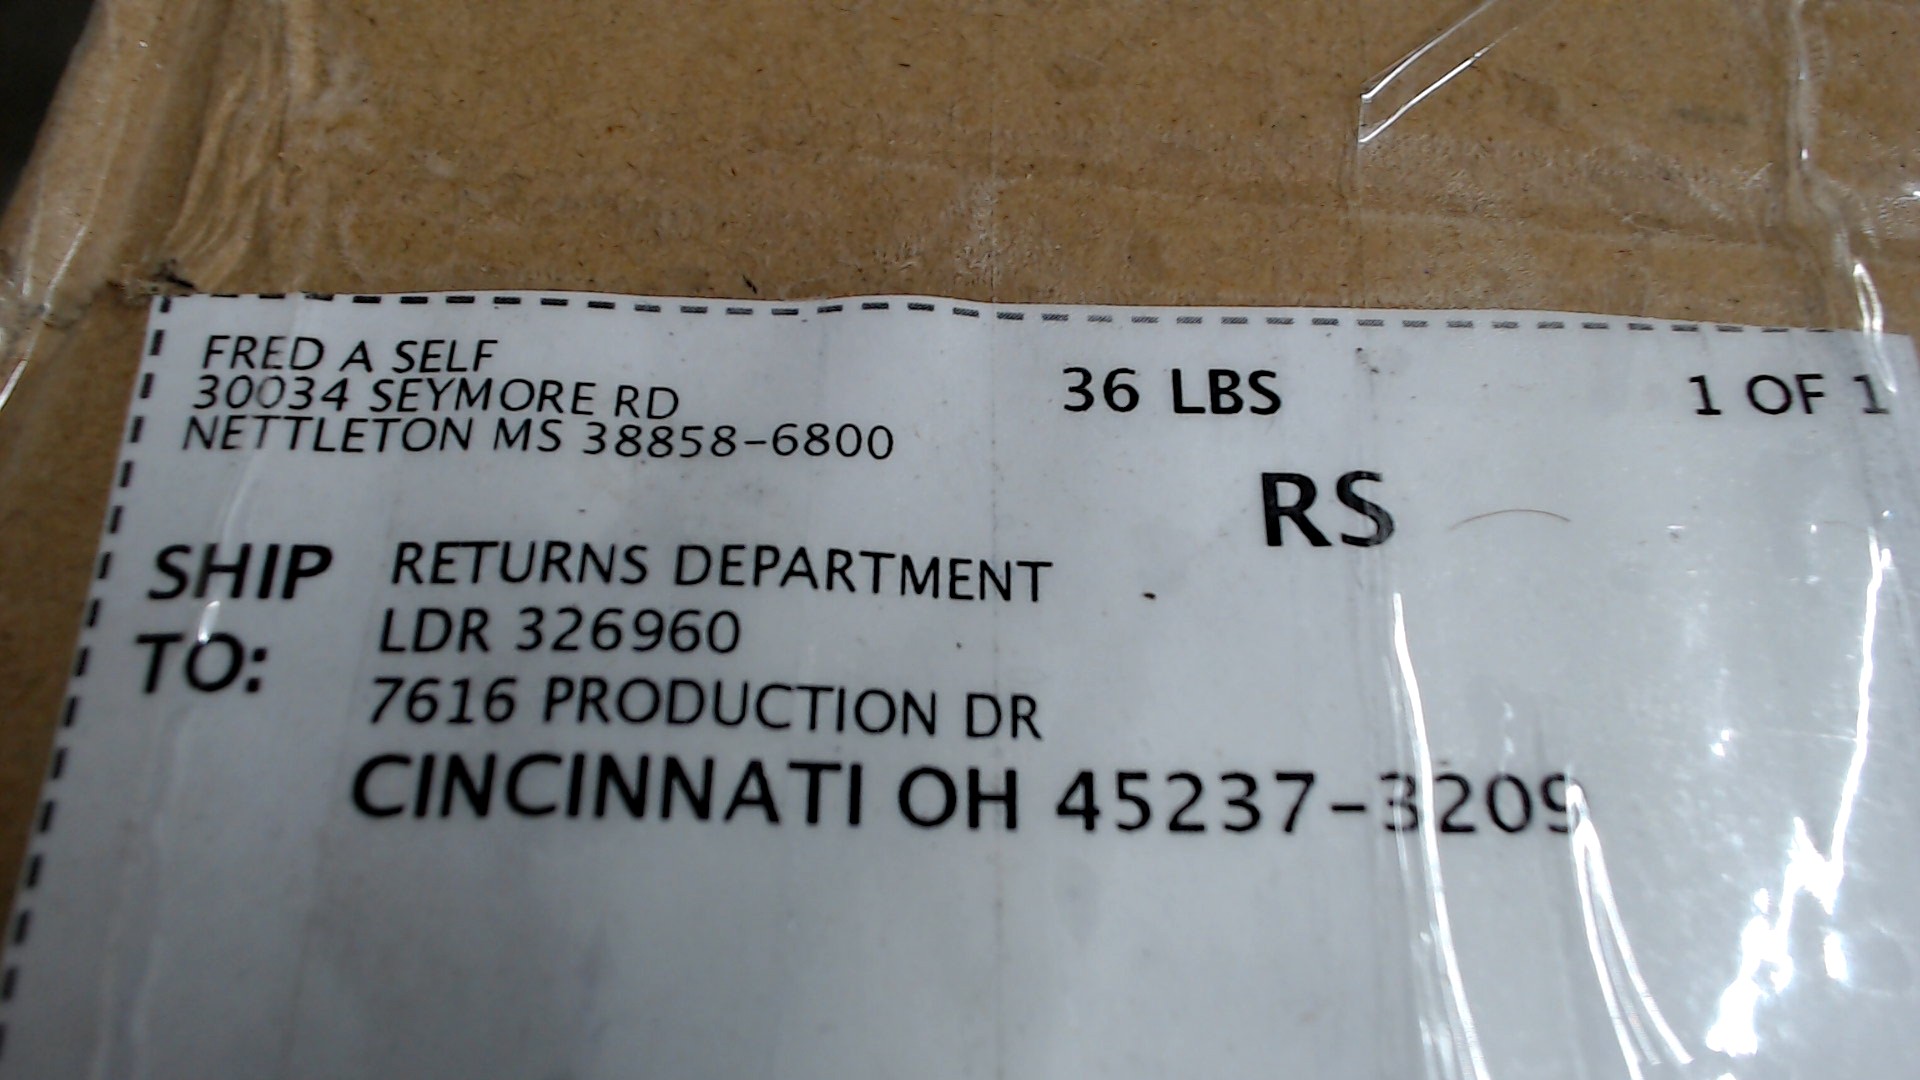 FRED A SELF
30034 SEYMORE RD
NETTLETON MS 38858-6800
36 LBS
1 OF 1
RS
SHIP TO:
RETURNS DEPARTMENT
LDR 326960
7616 PRODUCTION DR
CINCINNATI OH 45237-3209